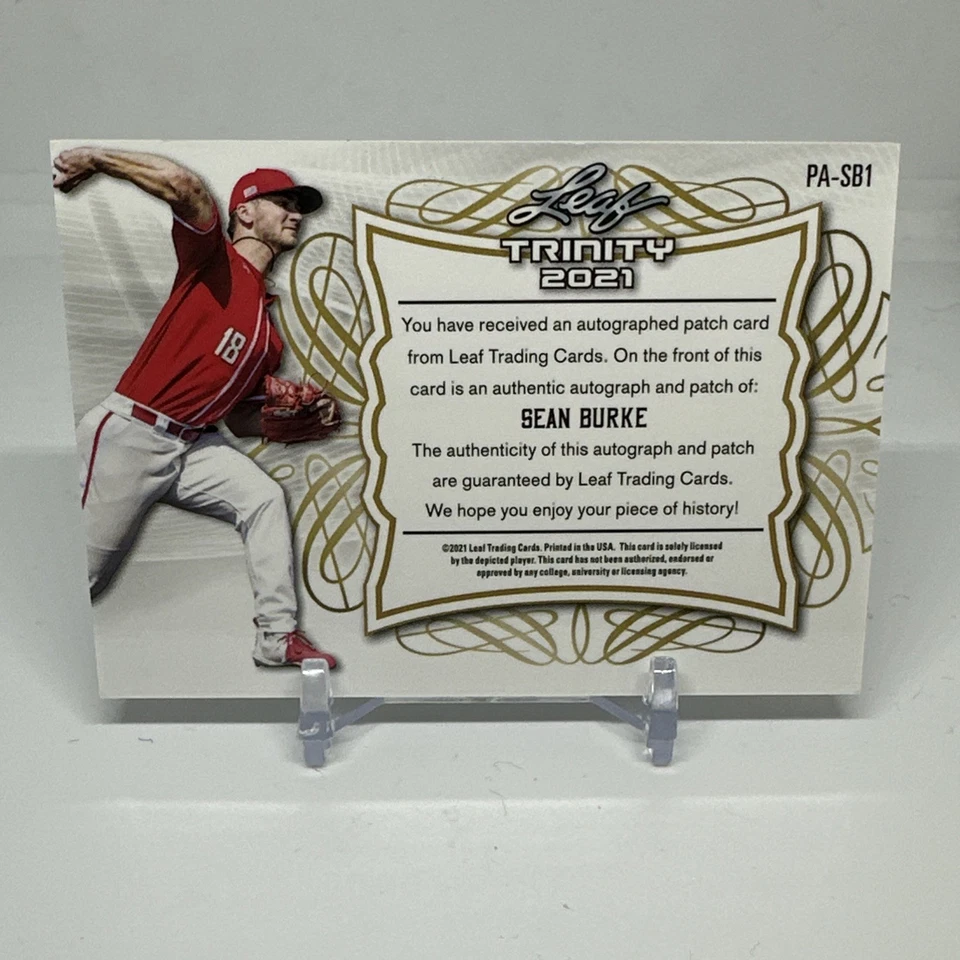 PA-SB1
Leaf
TRINITY
2021
You have received an autographed patch card
from Leaf Trading Cards. On the front of this
card is an authentic autograph and patch of:
SEAN BURKE
The authenticity of this autograph and patch
are guaranteed by Leaf Trading Cards.
We hope you enjoy your piece of history!
©2021 Leaf Trading Cards. Printed in the USA. This card is solely licensed
by the depicted player. This card has not been authorized, endorsed or
approved by any college, university or licensing agency.
18